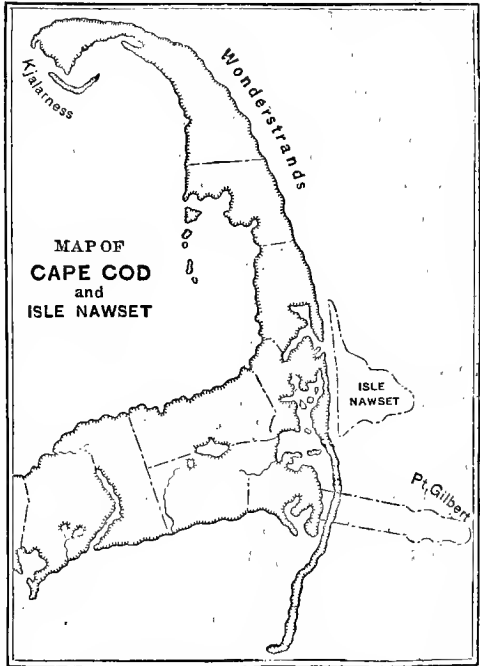 Kjalarness
Wonderstrands
MAP OF
CAPE COD
and
ISLE NAWSET
ISLE
NAWSET
Pt. Gilbert